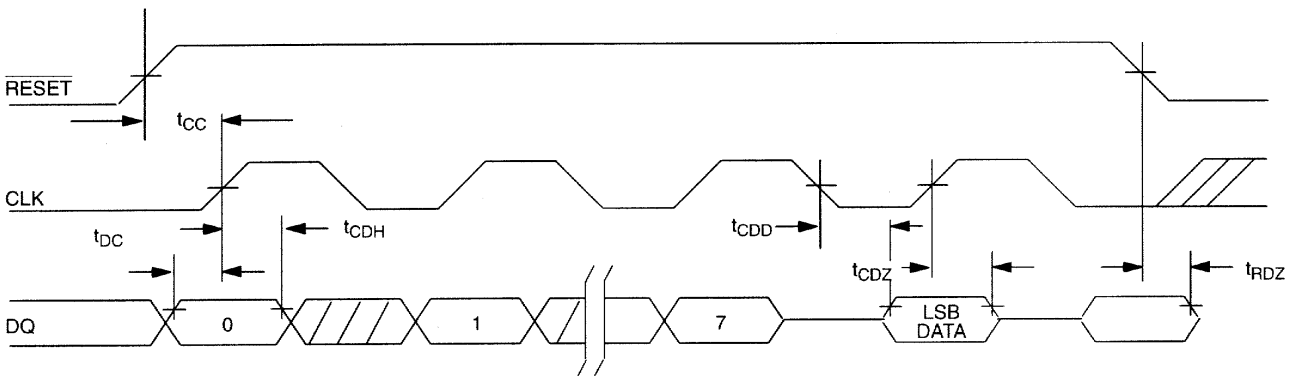 RESET
tCC
CLK
tDC
tCDH
tCDD
tCDZ
tRDZ
DQ
0
1
7
LSB
DATA